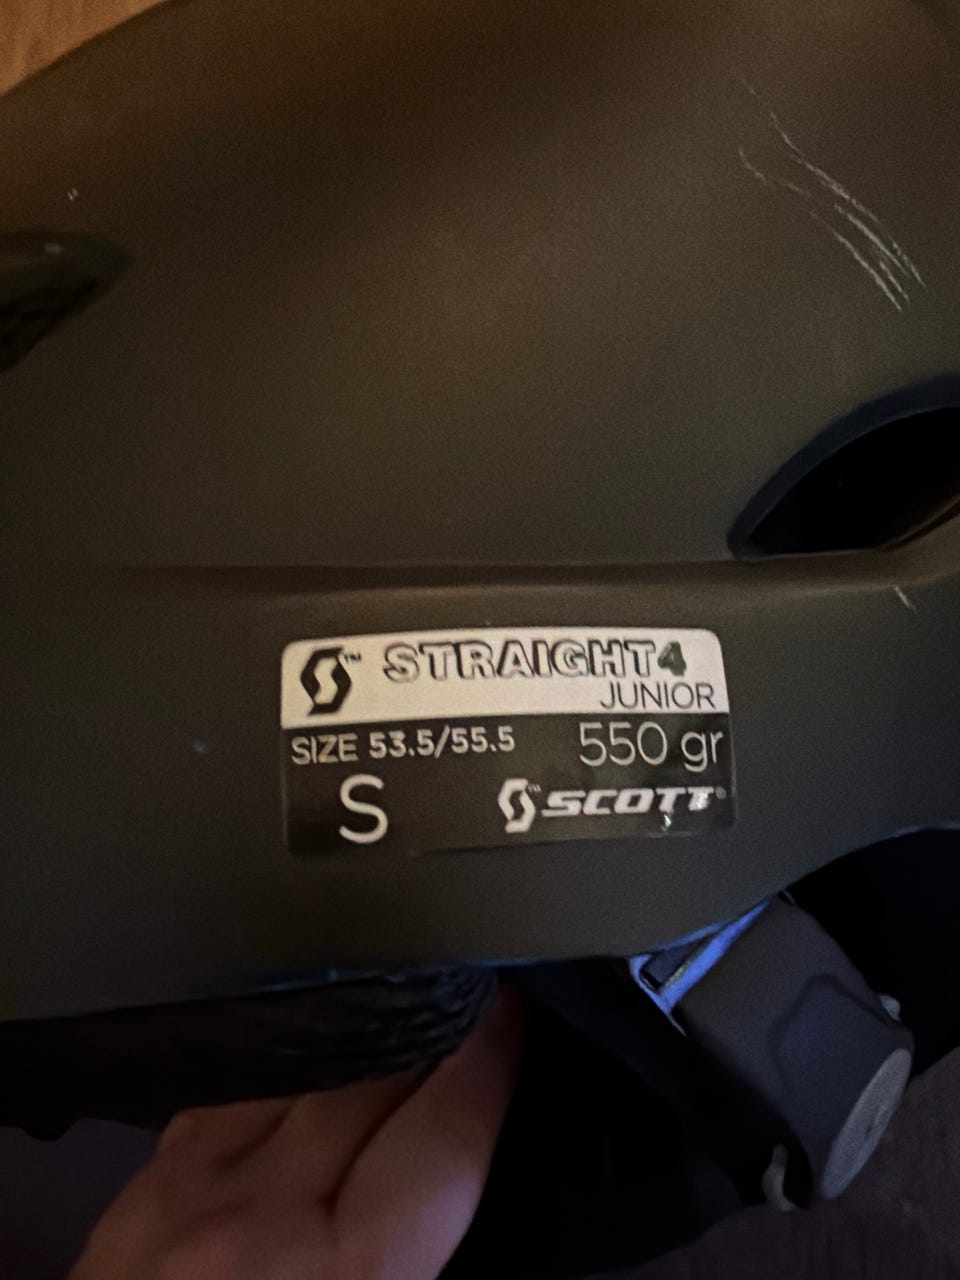 STRAIGHT4
JUNIOR
SIZE 53.5/55.5 550 gr
S SCOTT